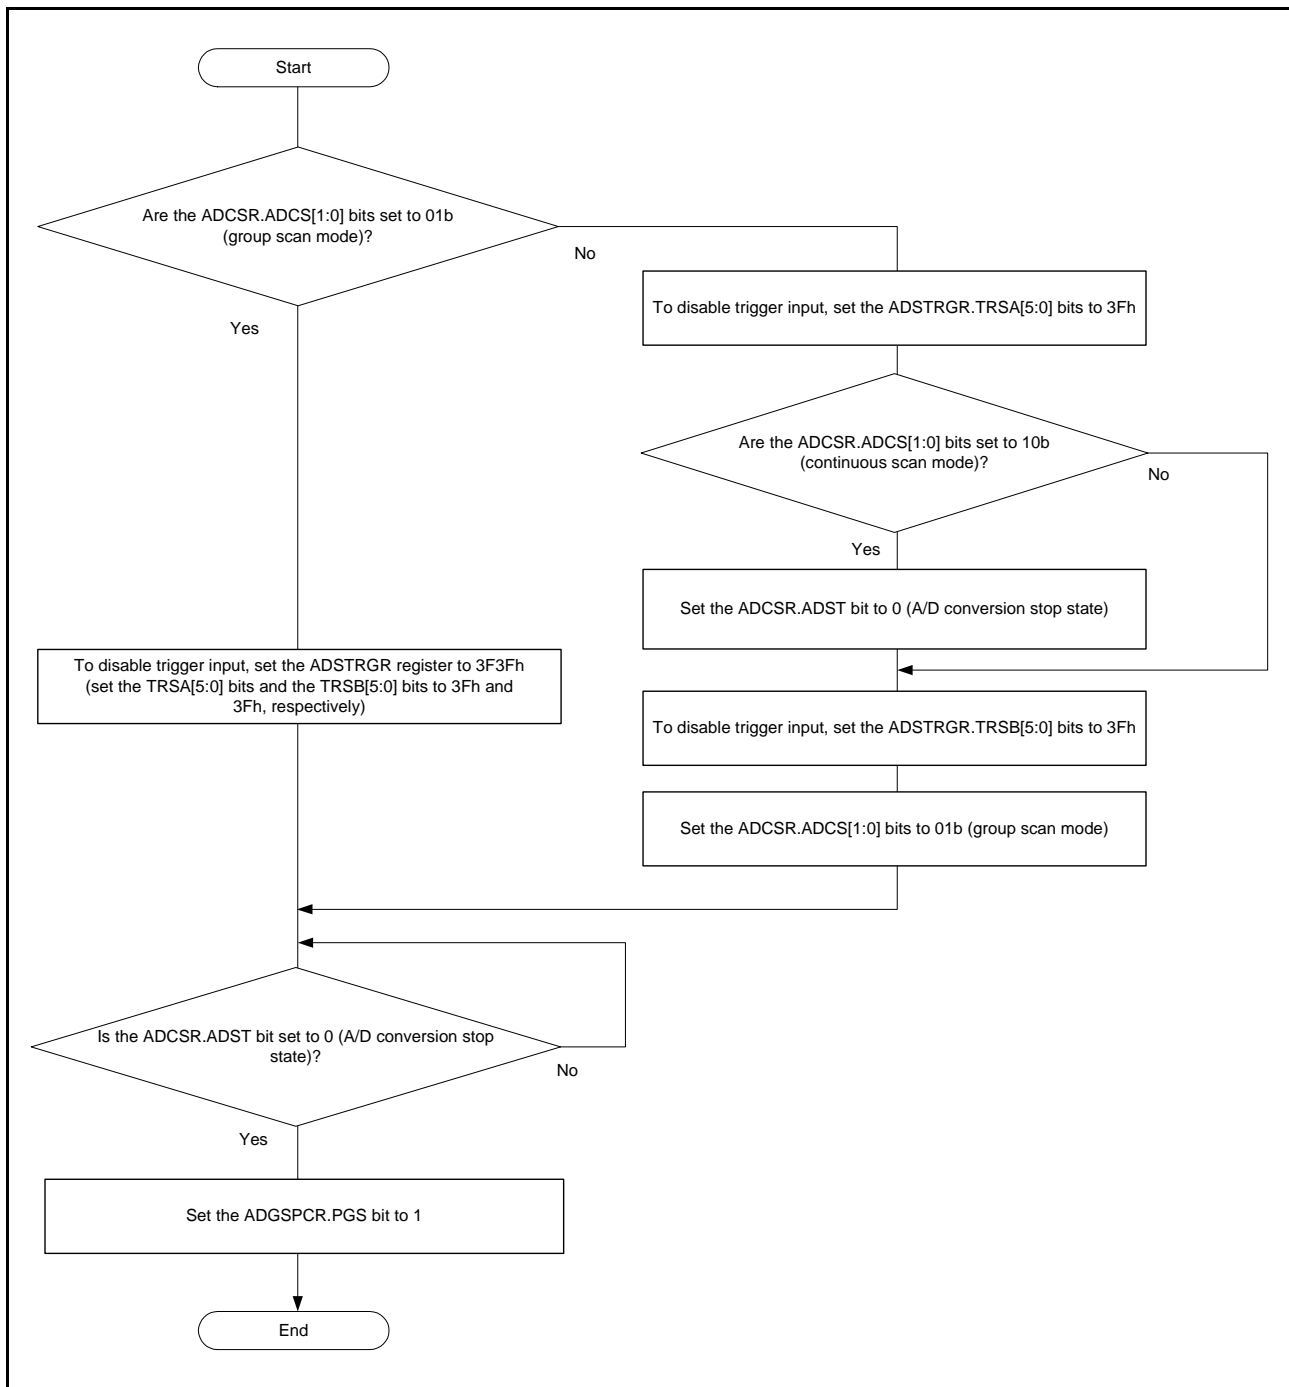 Start
Are the ADCSR.ADCS[1:0] bits set to 01b
(group scan mode)?
No
Yes
To disable trigger input, set the ADSTRGR.TRSA[5:0] bits to 3Fh
Are the ADCSR.ADCS[1:0] bits set to 10b
(continuous scan mode)?
No
Yes
Set the ADCSR.ADST bit to 0 (A/D conversion stop state)
To disable trigger input, set the ADSTRGR register to 3F3Fh
(set the TRSA[5:0] bits and the TRSB[5:0] bits to 3Fh and
3Fh, respectively)
To disable trigger input, set the ADSTRGR.TRSB[5:0] bits to 3Fh
Set the ADCSR.ADCS[1:0] bits to 01b (group scan mode)
Is the ADCSR.ADST bit set to 0 (A/D conversion stop
state)?
No
Yes
Set the ADGSPCR.PGS bit to 1
End